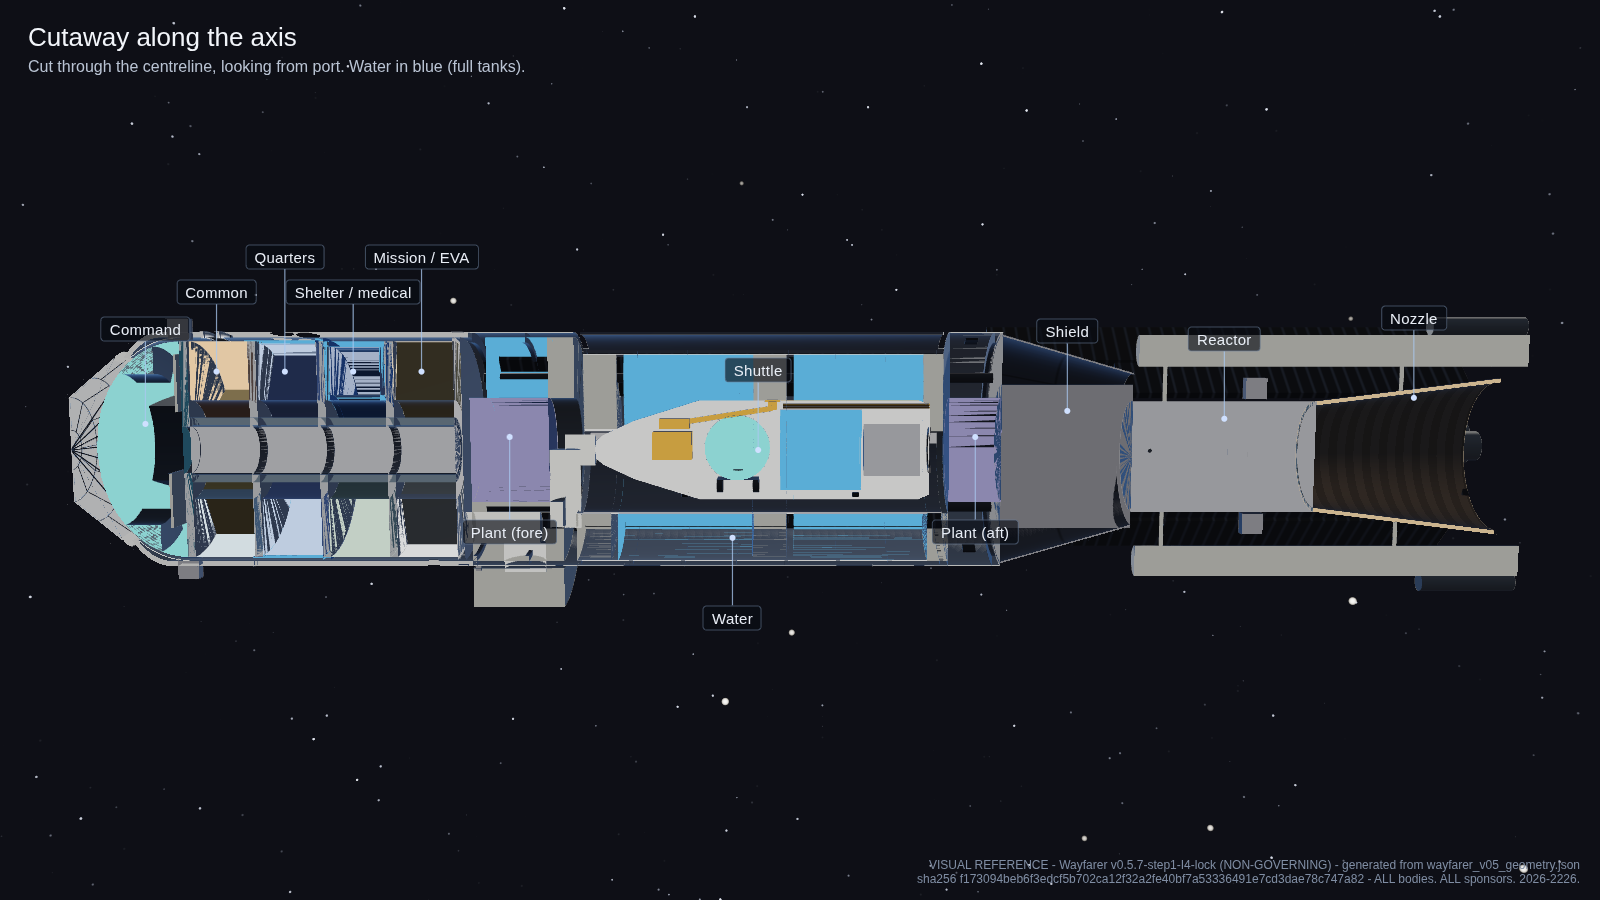 Cutaway along the axis
Cut through the centreline, looking from port. Water in blue (full tanks).
Quarters
Mission / EVA
Common
Shelter / medical
Command
Nozzle
Shield
Reactor
Shuttle
Plant (fore)
Plant (aft)
Water
VISUAL REFERENCE - Wayfarer v0.5.7-step1-I4-lock (NON-GOVERNING) - generated from wayfarer_v05_geometry.json
sha256 f173094beb6f3edcf5b702ca12f32a2fe40bf7a53336491e7cd3dae78c747a82 - ALL bodies. ALL sponsors. 2026-2226.